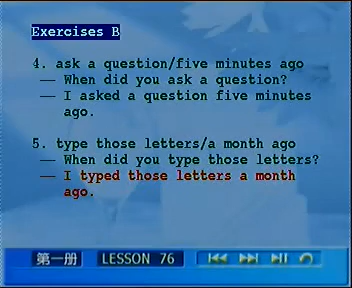 Exercises B
4. ask a question/five minutes ago
— When did you ask a question?
— I asked a question five minutes
ago.
5. type those letters/a month ago
— When did you type those letters?
— I typed those letters a month
ago.
第一册 LESSON 76